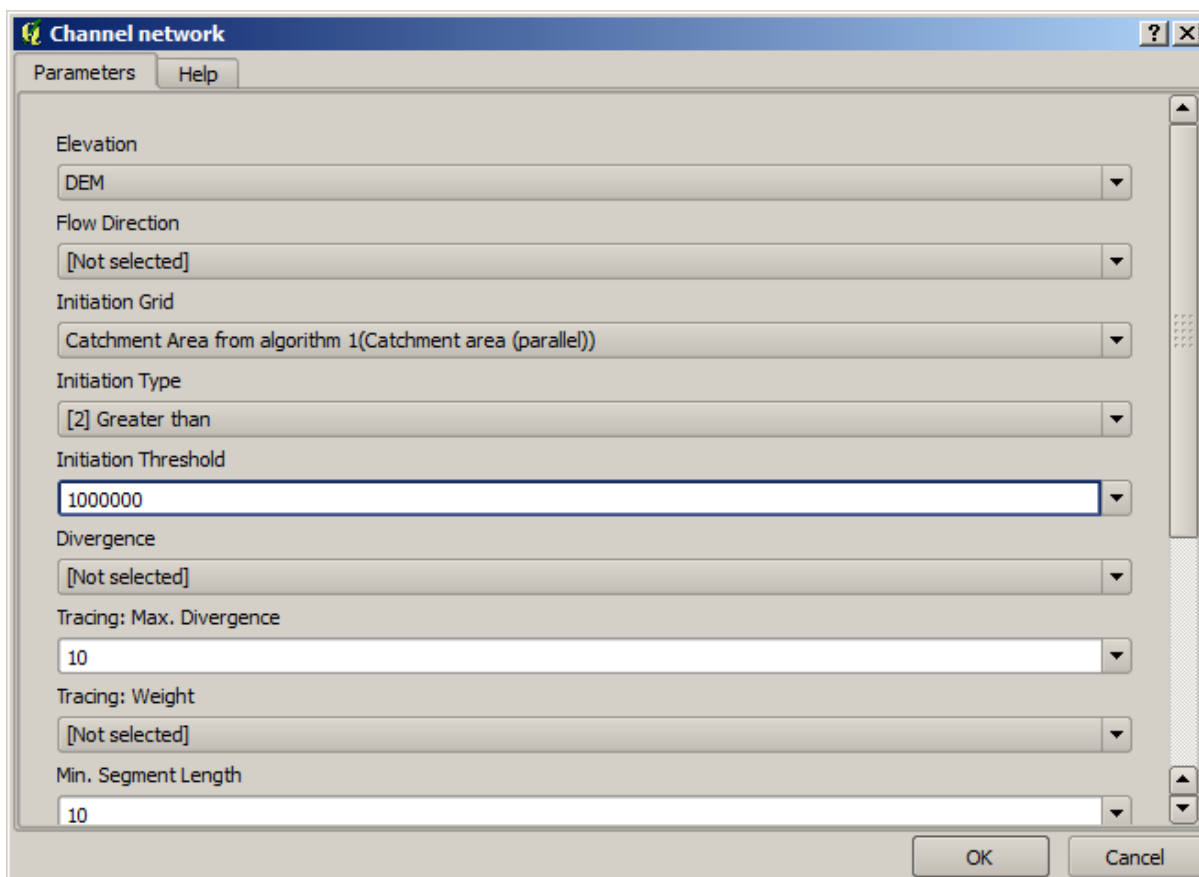 Channel network
Parameters Help
Elevation
DEM
Flow Direction
[Not selected]
Initiation Grid
Catchment Area from algorithm 1(Catchment area (parallel))
Initiation Type
[2] Greater than
Initiation Threshold
1000000
Divergence
[Not selected]
Tracing: Max. Divergence
10
Tracing: Weight
[Not selected]
Min. Segment Length
10
OK Cancel